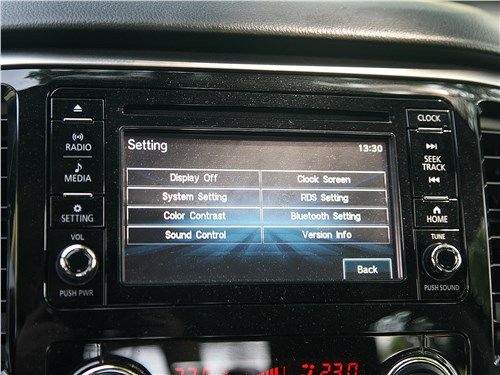 CLOCK
RADIO
MEDIA
SETTING
VOL
PUSH PWR
Setting 13:30
Display Off Clock Screen
System Setting RDS Setting
Color Contrast Bluetooth Setting
Sound Control Version Info
Back
SEEK
TRACK
HOME
TUNE
PUSH SOUND